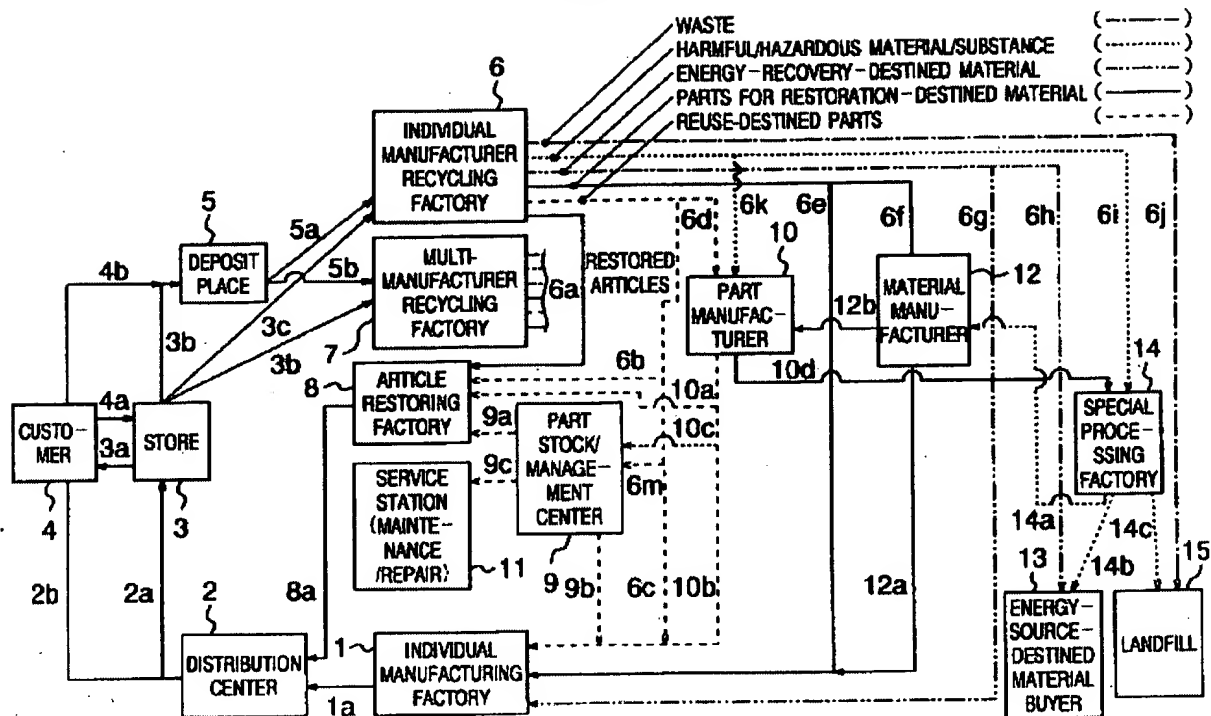 WASTE (—·—·—)
HARMFUL/HAZARDOUS MATERIAL/SUBSTANCE (··········)
ENERGY-RECOVERY-DESTINED MATERIAL (—··—··—)
PARTS FOR RESTORATION-DESTINED MATERIAL (————)
REUSE-DESTINED PARTS (-----)
6
INDIVIDUAL
MANUFACTURER
RECYCLING
FACTORY
5
DEPOSIT
PLACE
5a
5b
4b
3b
3c
3b
MULTI-
MANUFACTURER
RECYCLING
FACTORY
7
6a
RESTORED
ARTICLES
6d
6k
6e
6f
6g
6h
6i
6j
10
PART
MANUFAC-
TURER
12b
12
MATERIAL
MANU-
FACTURER
8
ARTICLE
RESTORING
FACTORY
6b
10a
10d
14
SPECIAL
PROCE-
SSING
FACTORY
4a
3a
CUSTO-
MER
4
STORE
3
9a
9c
PART
STOCK/
MANAGE-
MENT
CENTER
9
10c
6m
SERVICE
STATION
(MAINTE-
NANCE
/REPAIR)
11
14a
14c
14b
13
15
2b
2a
2
8a
9b
6c
10b
12a
DISTRIBUTION
CENTER
1a
1
INDIVIDUAL
MANUFACTURING
FACTORY
ENERGY-
SOURCE-
DESTINED
MATERIAL
BUYER
LANDFILL